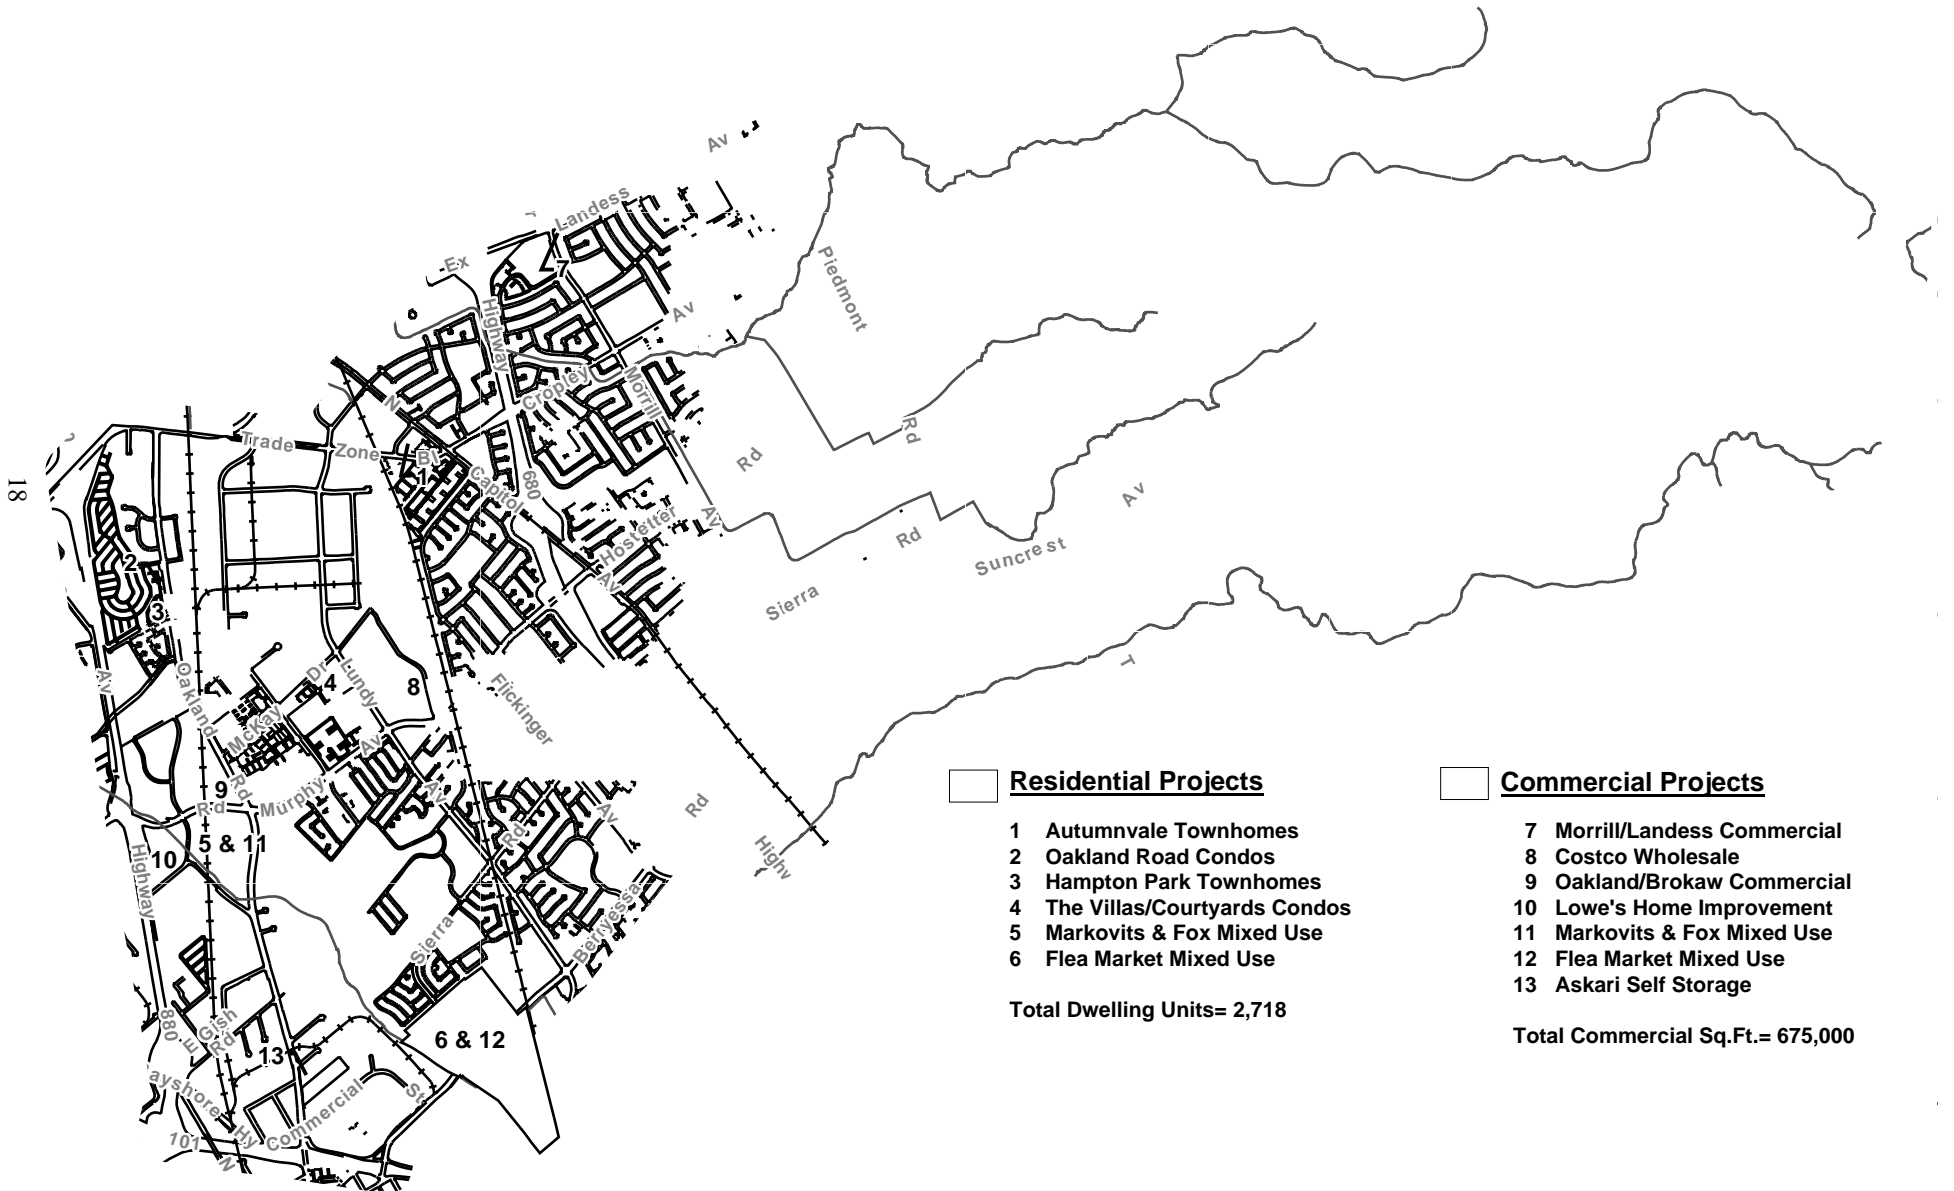 Av
Landess
Ex
7
Piedmont
Highway
Av
Cropley
Morrill
N
Trade Zone Bl
1
Capitol
680
Av
Rd
Rd
Hostetter
Av
Rd
Suncrest
Av
Sierra
18
2
3
Av
Oakland
Dr
Lundy
4
8
McKay
Flickinger
T
Av
Rd
9
Rd
Murphy
Av
Rd
Av
Rd
5 & 11
10
Highway
Sierra
Berryessa
880
E Gish
Rd
13
6 & 12
ayshore
Hy
Commercial
St
101
N
Residential Projects
1 Autumnvale Townhomes
2 Oakland Road Condos
3 Hampton Park Townhomes
4 The Villas/Courtyards Condos
5 Markovits & Fox Mixed Use
6 Flea Market Mixed Use
Total Dwelling Units= 2,718
Commercial Projects
7 Morrill/Landess Commercial
8 Costco Wholesale
9 Oakland/Brokaw Commercial
10 Lowe's Home Improvement
11 Markovits & Fox Mixed Use
12 Flea Market Mixed Use
13 Askari Self Storage
Total Commercial Sq.Ft.= 675,000